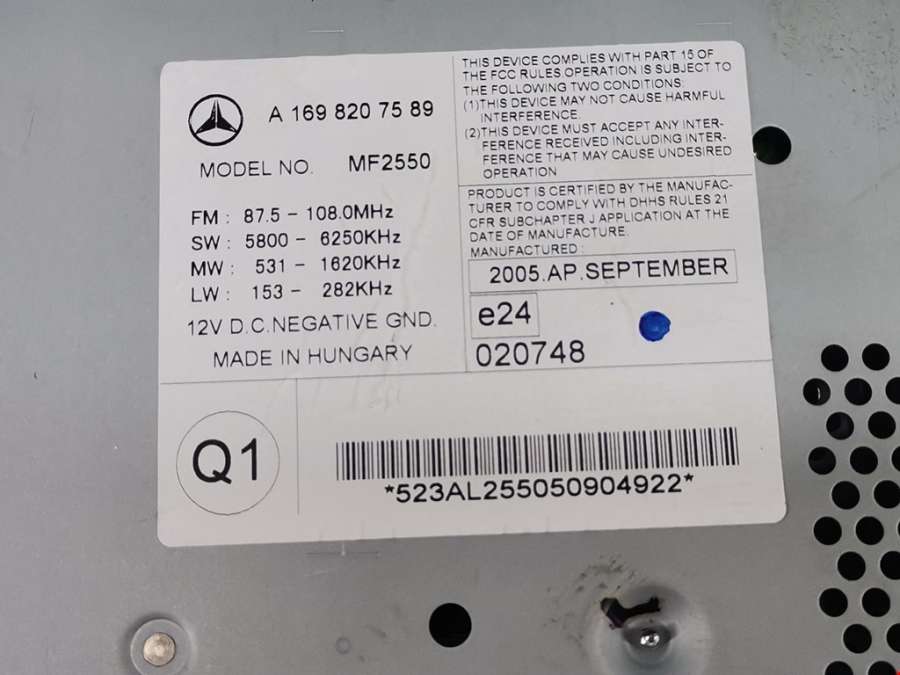 A 169 820 75 89
MODEL NO. MF2550
FM : 87.5 - 108.0MHz
SW : 5800 - 6250KHz
MW : 531 - 1620KHz
LW : 153 - 282KHz
12V D.C.NEGATIVE GND.
MADE IN HUNGARY
THIS DEVICE COMPLIES WITH PART 15 OF
THE FCC RULES OPERATION IS SUBJECT TO
THE FOLLOWING TWO CONDITIONS
(1)THIS DEVICE MAY NOT CAUSE HARMFUL
INTERFERENCE.
(2)THIS DEVICE MUST ACCEPT ANY INTER-
FERENCE RECEIVED INCLUDING INTER-
FERENCE THAT MAY CAUSE UNDESIRED
OPERATION
PRODUCT IS CERTIFIED BY THE MANUFAC-
TURER TO COMPLY WITH DHHS RULES 21
CFR SUBCHAPTER J APPLICATION AT THE
DATE OF MANUFACTURE.
MANUFACTURED :
2005.AP.SEPTEMBER
e24
020748
Q1
*523AL255050904922*